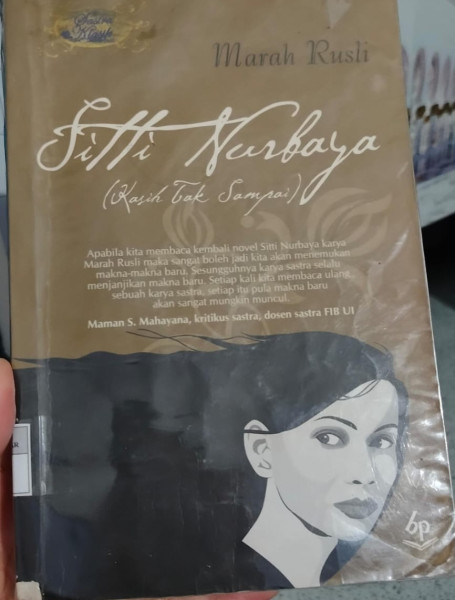 Sastra
Klasik
Marah Rusli
Sitti Nurbaya
(Kasih Tak Sampai)
Apabila kita membaca kembali novel Sitti Nurbaya karya
Marah Rusli maka sangat boleh jadi kita akan menemukan
makna-makna baru. Sesungguhnya karya sastra selalu
menjanjikan makna baru. Setiap kali kita membaca ulang
sebuah karya sastra, setiap itu pula makna baru
akan sangat mungkin muncul.
Maman S. Mahayana, kritikus sastra, dosen sastra FIB UI
bp